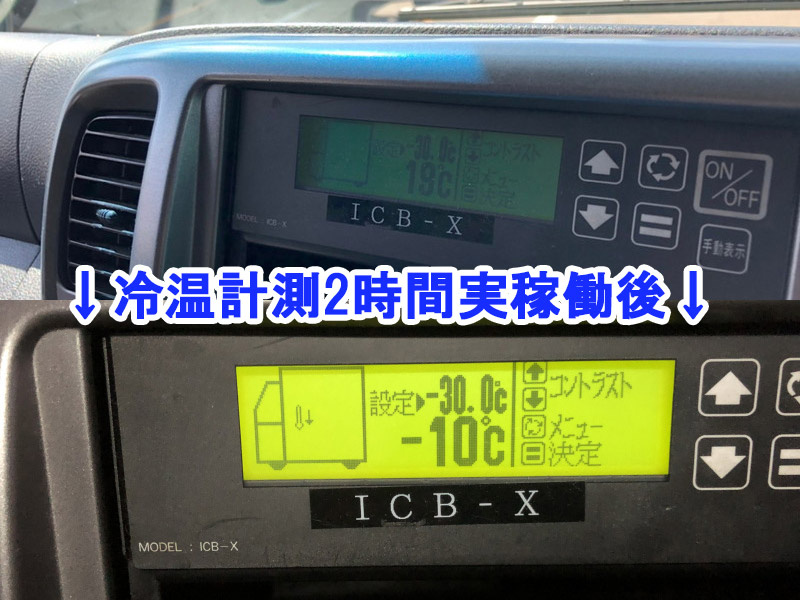 設定▶-30.0℃
コントラスト
19℃
メニュー
決定
ICB-X
MODEL : ICB-X
ON/OFF
手動表示
↓冷温計測2時間実稼働後↓
設定▶-30.0℃
コントラスト
-10℃
メニュー
決定
ICB-X
MODEL : ICB-X